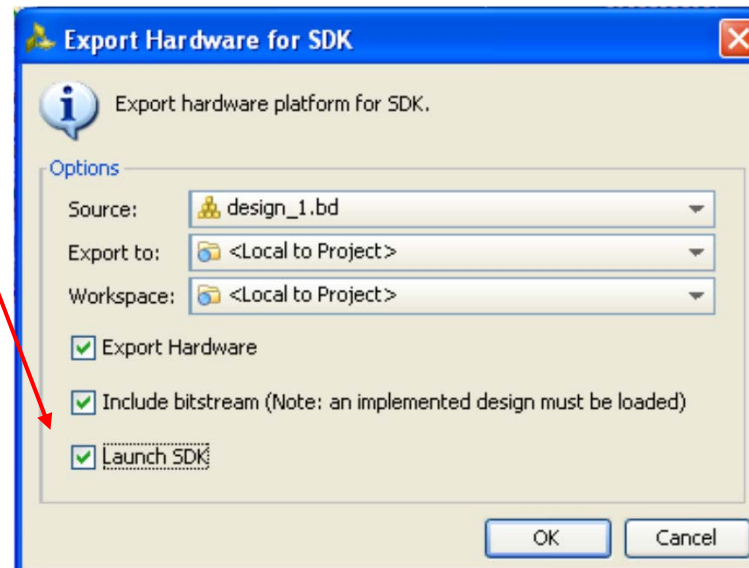 Export Hardware for SDK
Export hardware platform for SDK.
Options
Source: design_1.bd
Export to: <Local to Project>
Workspace: <Local to Project>
Export Hardware
Include bitstream (Note: an implemented design must be loaded)
Launch SDK
OK Cancel